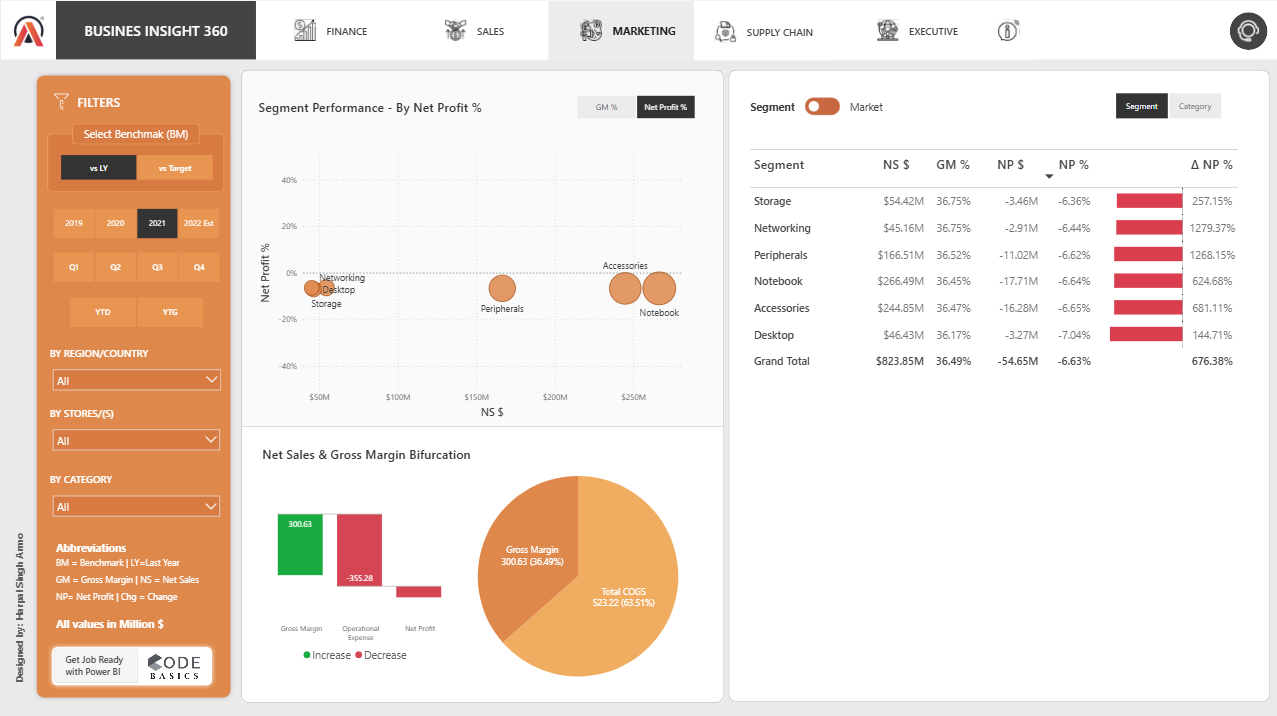 BUSINES INSIGHT 360
FINANCE
SALES
MARKETING
SUPPLY CHAIN
EXECUTIVE
FILTERS
Select Benchmak (BM)
vs LY
vs Target
2019
2020
2021
2022 Est
Q1
Q2
Q3
Q4
YTD
YTG
BY REGION/COUNTRY
All
BY STORES/(S)
All
BY CATEGORY
All
Abbreviations
BM = Benchmark | LY=Last Year
GM = Gross Margin | NS = Net Sales
NP= Net Profit | Chg = Change
All values in Million $
Get Job Ready
with Power BI
CODE
BASICS
Designed by: Harpal Singh Anmo
Segment Performance - By Net Profit %
GM %
Net Profit %
Net Profit %
40%
20%
0%
-20%
-40%
Networking
Desktop
Storage
Peripherals
Accessories
Notebook
$50M
$100M
$150M
$200M
$250M
NS $
Net Sales & Gross Margin Bifurcation
300.63
-355.28
Gross Margin
Operational
Expense
Net Profit
Increase
Decrease
Gross Margin
300.63 (36.49%)
Total COGS
523.22 (63.51%)
Segment
Market
Segment
Category
Segment NS $ GM % NP $ NP % Δ NP %
Storage $54.42M 36.75% -3.46M -6.36% 257.15%
Networking $45.16M 36.75% -2.91M -6.44% 1279.37%
Peripherals $166.51M 36.52% -11.02M -6.62% 1268.15%
Notebook $266.49M 36.45% -17.71M -6.64% 624.68%
Accessories $244.85M 36.47% -16.28M -6.65% 681.11%
Desktop $46.43M 36.17% -3.27M -7.04% 144.71%
Grand Total $823.85M 36.49% -54.65M -6.63% 676.38%